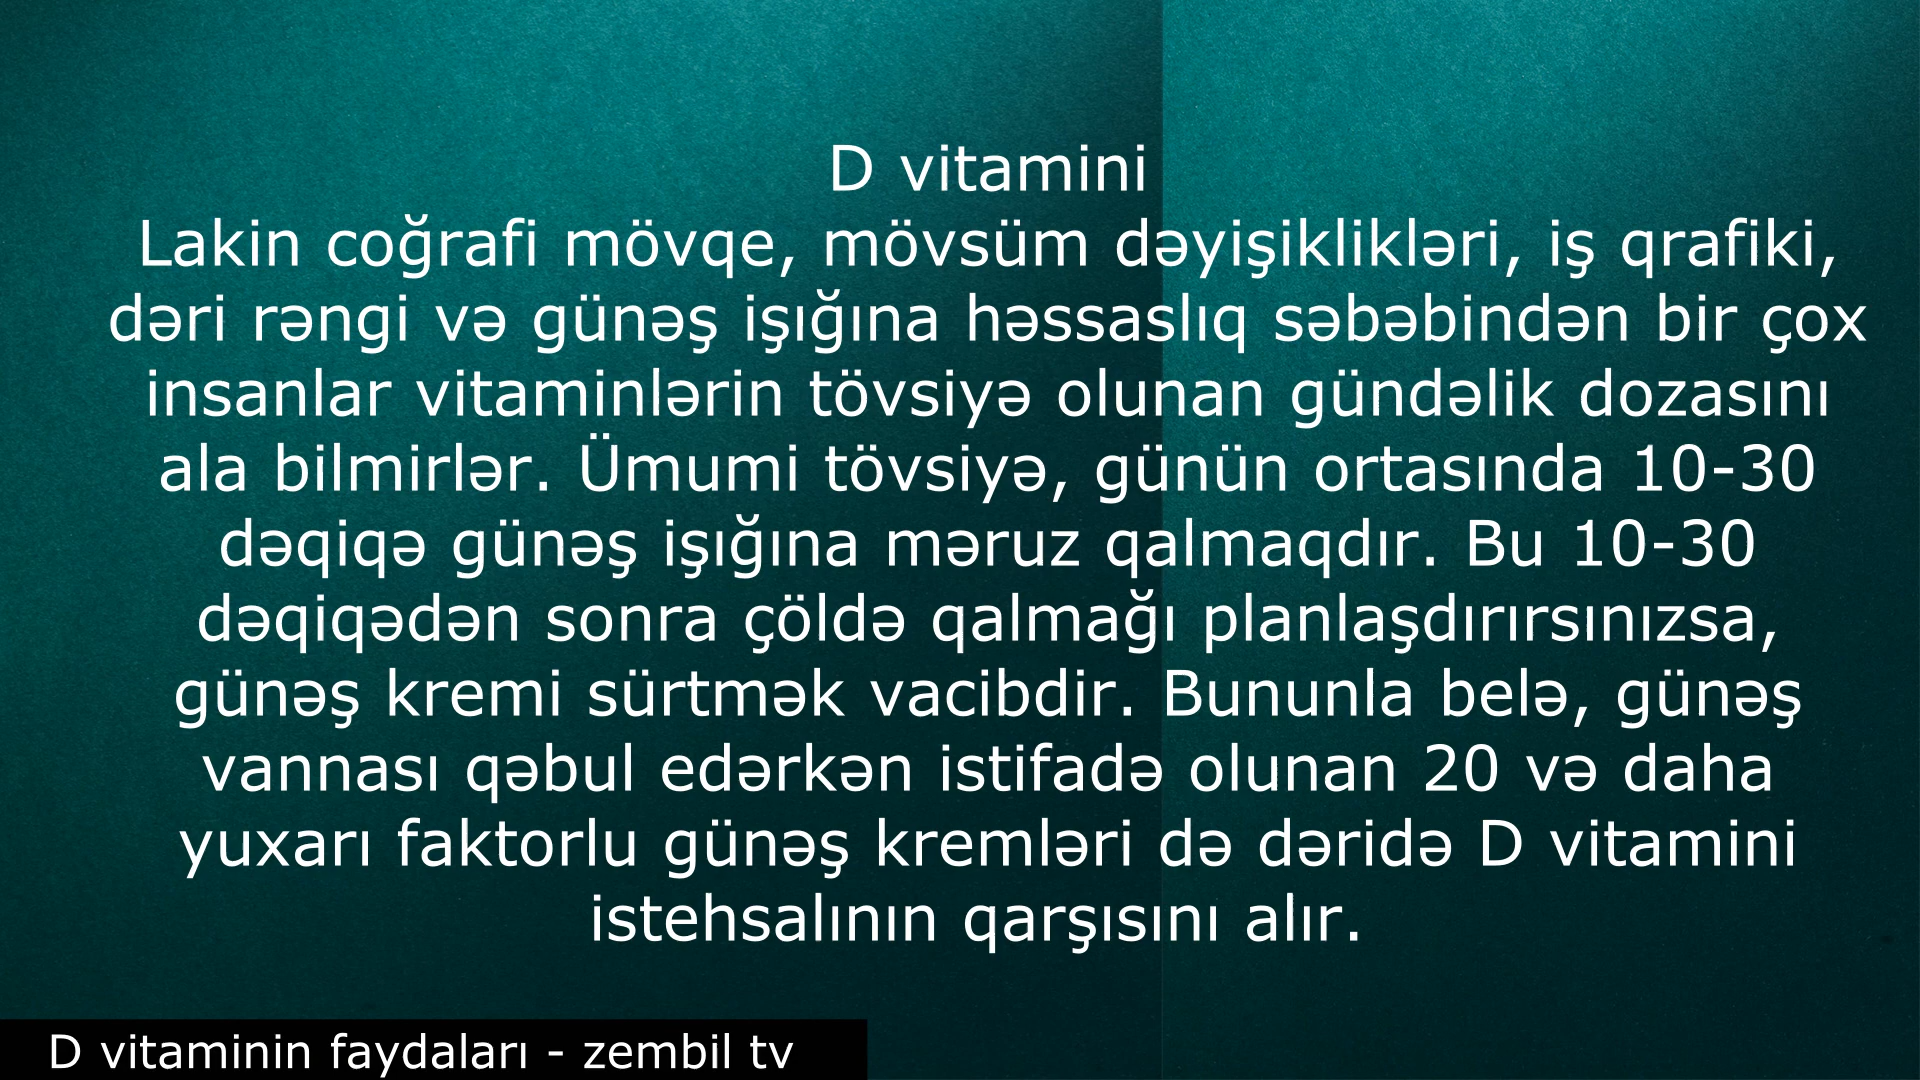 D vitamini
Lakin coğrafi mövqe, mövsüm dəyişiklikləri, iş qrafiki,
dəri rəngi və günəş işığına həssaslıq səbəbindən bir çox
insanlar vitaminlərin tövsiyə olunan gündəlik dozasını
ala bilmirlər. Ümumi tövsiyə, günün ortasında 10-30
dəqiqə günəş işığına məruz qalmaqdır. Bu 10-30
dəqiqədən sonra çöldə qalmağı planlaşdırırsınızsa,
günəş kremi sürtmək vacibdir. Bununla belə, günəş
vannası qəbul edərkən istifadə olunan 20 və daha
yuxarı faktorlu günəş kremləri də dəridə D vitamini
istehsalının qarşısını alır.
D vitaminin faydaları - zembil tv